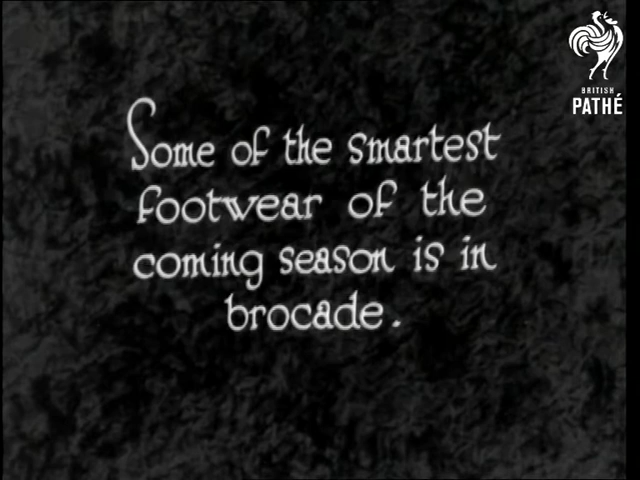 Some of the smartest
footwear of the
coming season is in
brocade.
BRITISH
PATHÉ